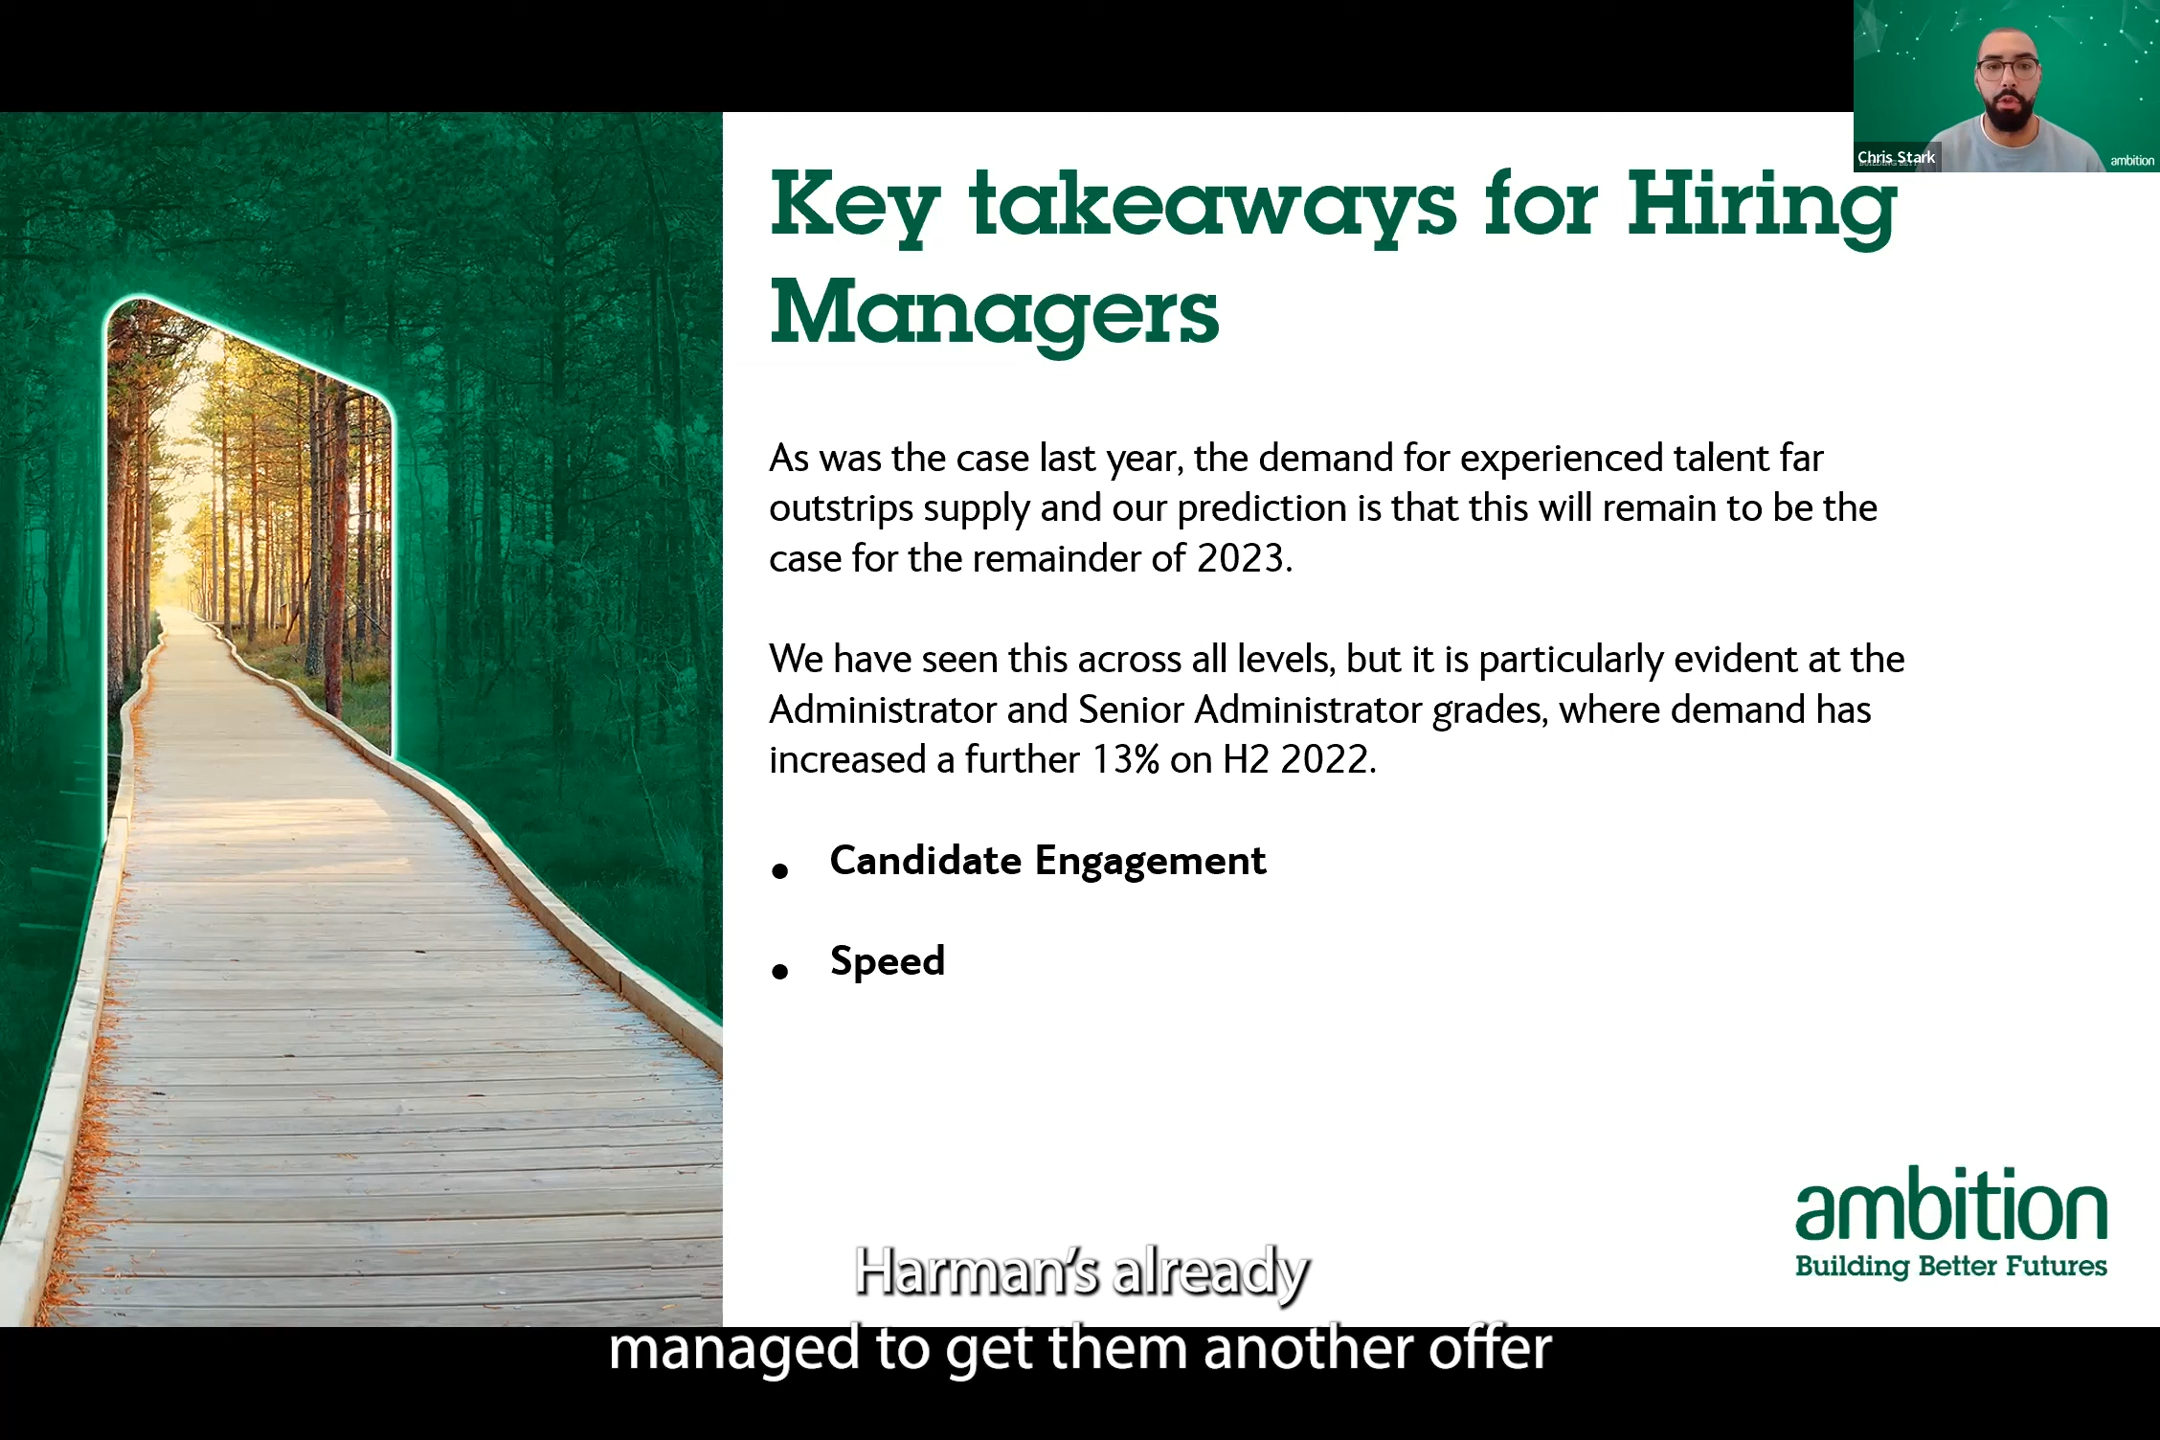 Chris Stark
ambition
Key takeaways for Hiring
Managers
As was the case last year, the demand for experienced talent far
outstrips supply and our prediction is that this will remain to be the
case for the remainder of 2023.
We have seen this across all levels, but it is particularly evident at the
Administrator and Senior Administrator grades, where demand has
increased a further 13% on H2 2022.
• Candidate Engagement
• Speed
ambition
Building Better Futures
Harman's already
managed to get them another offer